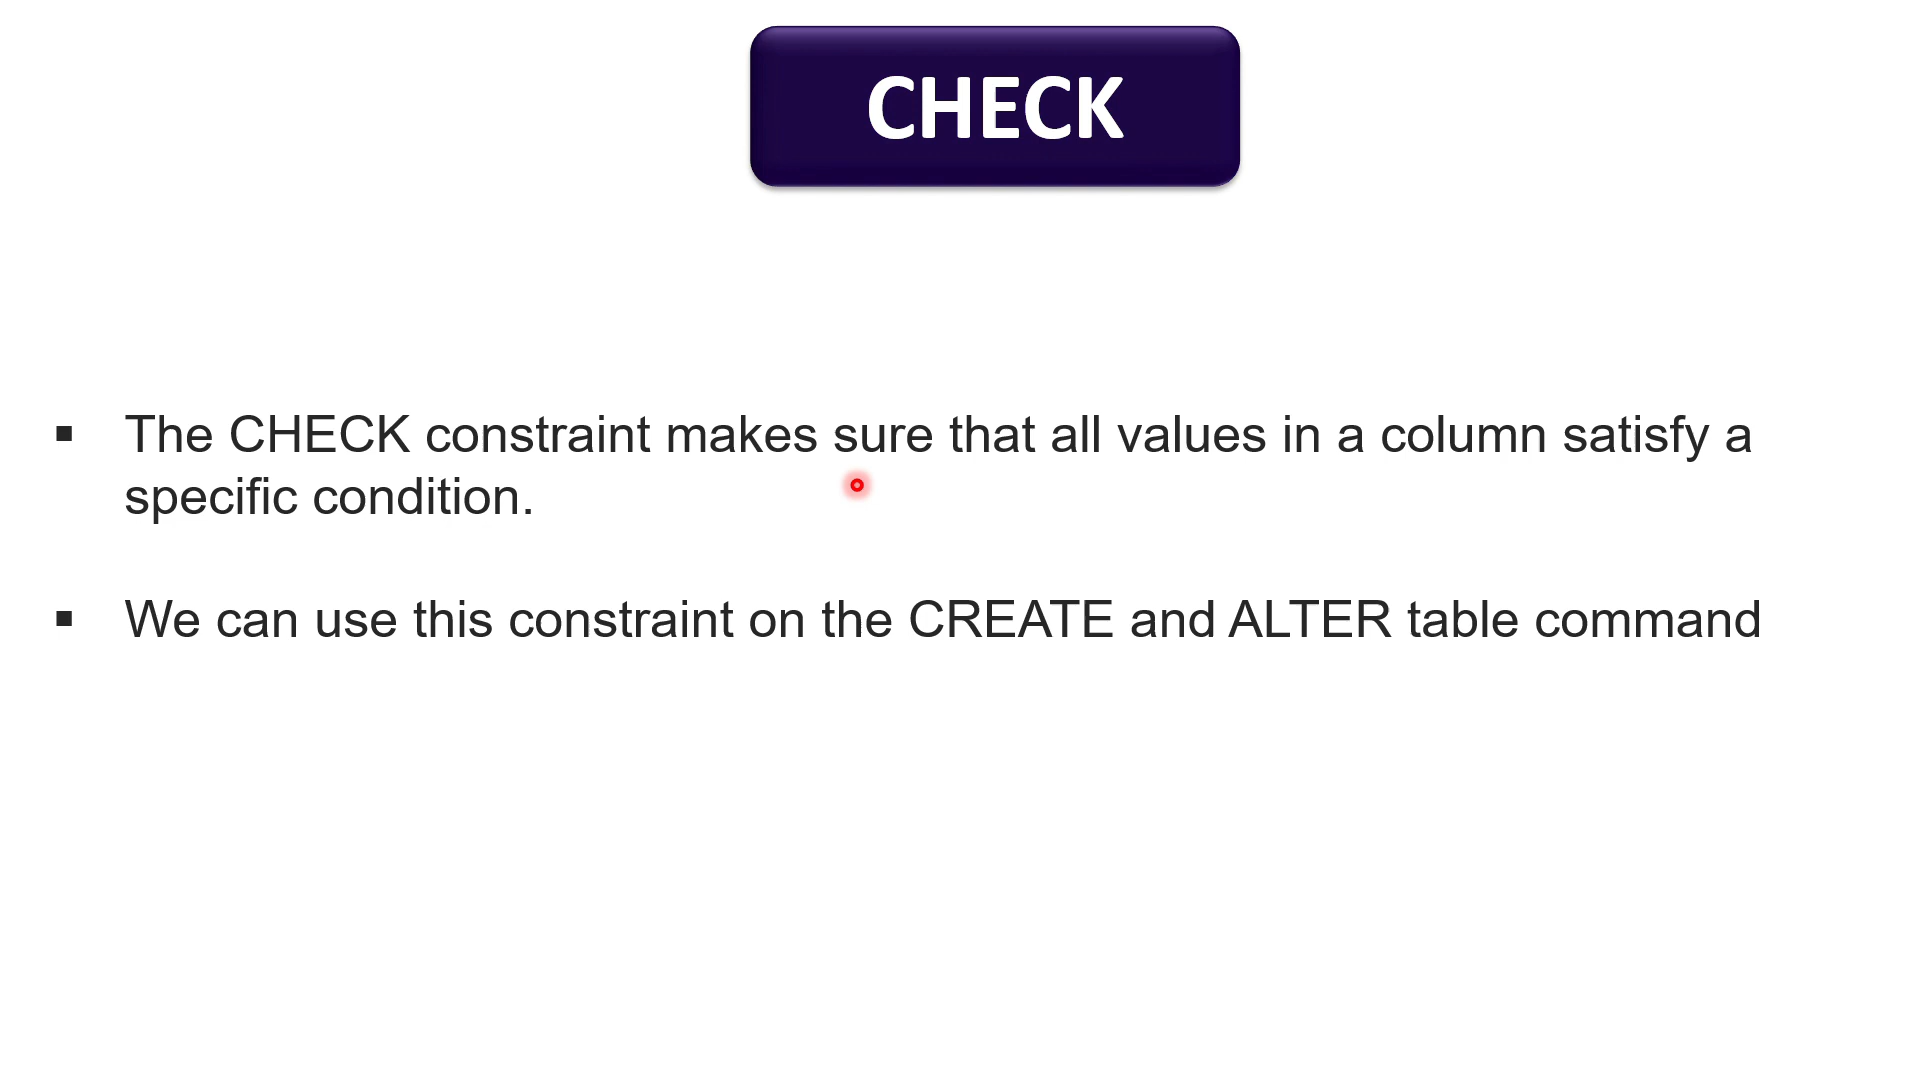 CHECK
▪ The CHECK constraint makes sure that all values in a column satisfy a
specific condition.
▪ We can use this constraint on the CREATE and ALTER table command